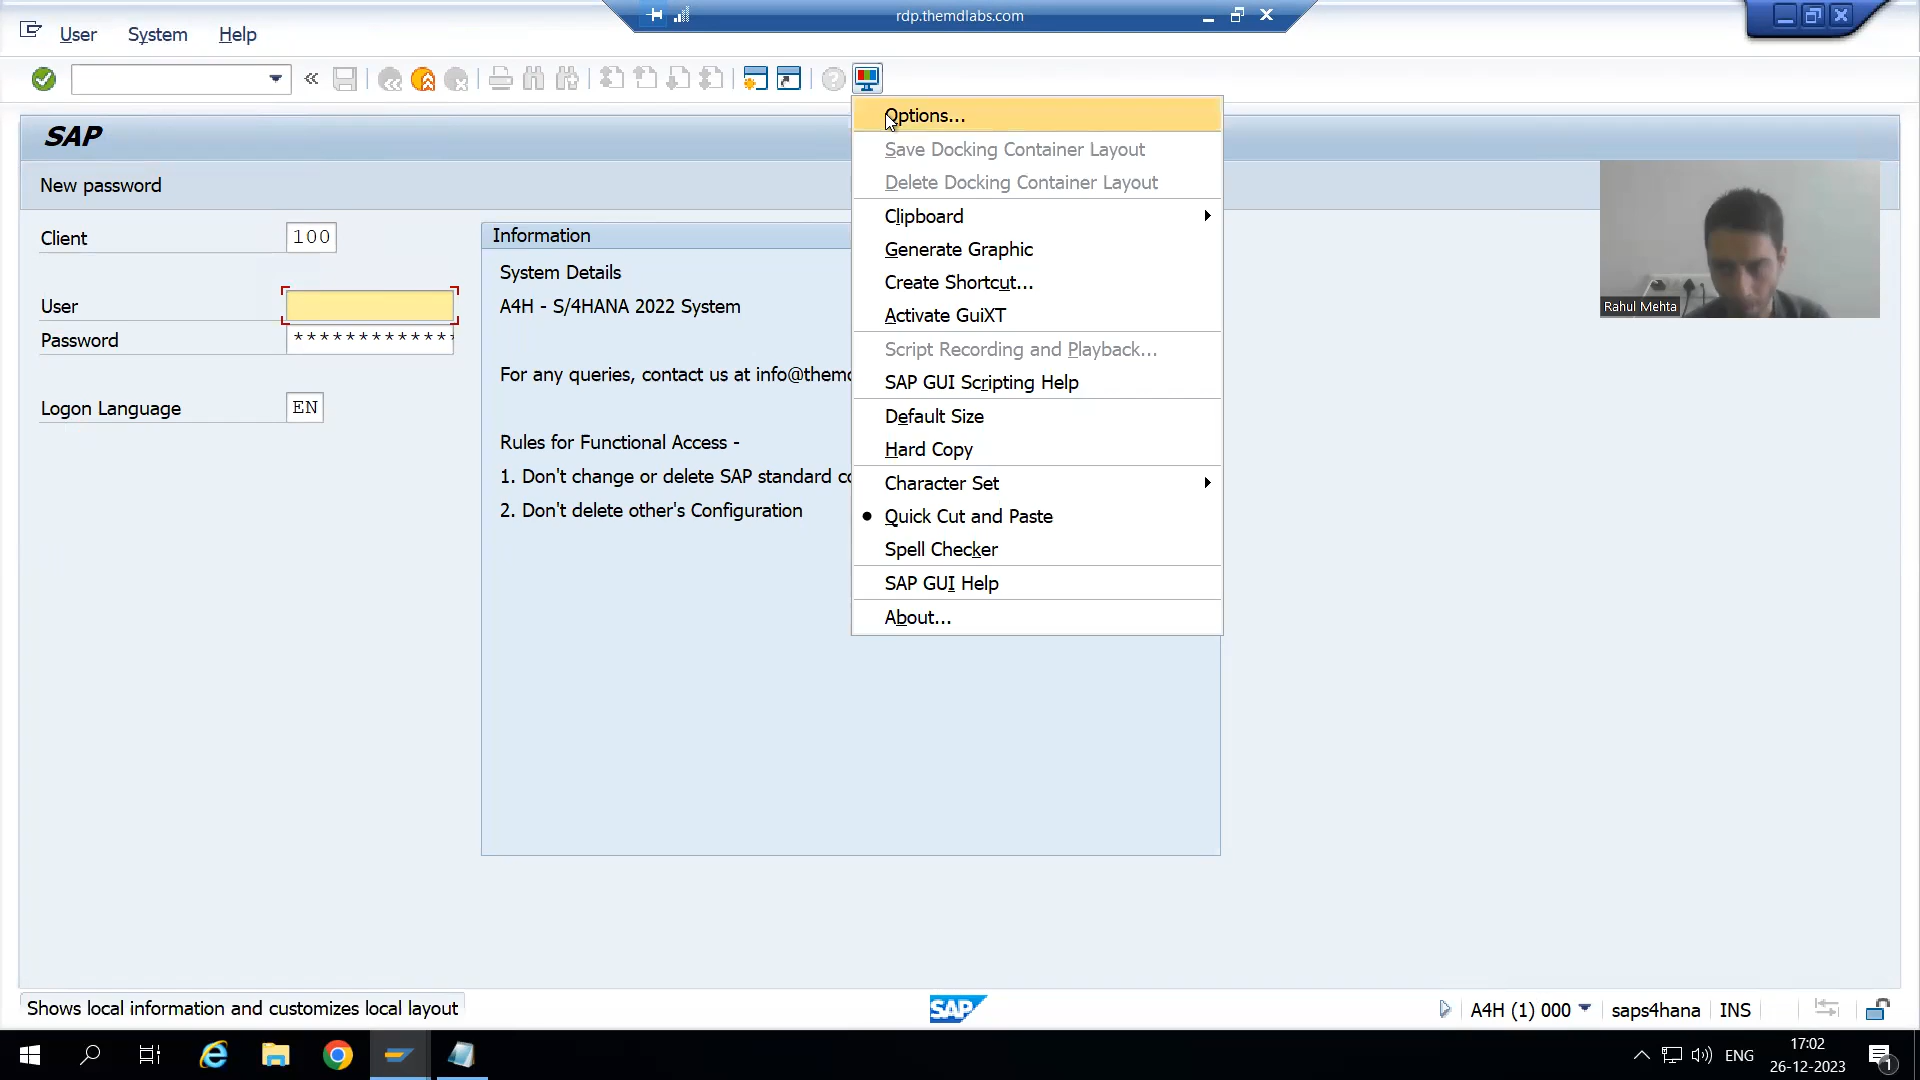 rdp.themdlabs.com
User System Help
SAP
New password
Client 100
User
Password ************
Logon Language EN
Information
System Details
A4H - S/4HANA 2022 System
For any queries, contact us at info@themd
Rules for Functional Access -
1. Don't change or delete SAP standard co
2. Don't delete other's Configuration
Options...
Save Docking Container Layout
Delete Docking Container Layout
Clipboard
Generate Graphic
Create Shortcut...
Activate GuiXT
Script Recording and Playback...
SAP GUI Scripting Help
Default Size
Hard Copy
Character Set
Quick Cut and Paste
Spell Checker
SAP GUI Help
About...
Rahul Mehta
Shows local information and customizes local layout
SAP
A4H (1) 000 saps4hana INS
ENG
17:02
26-12-2023
1